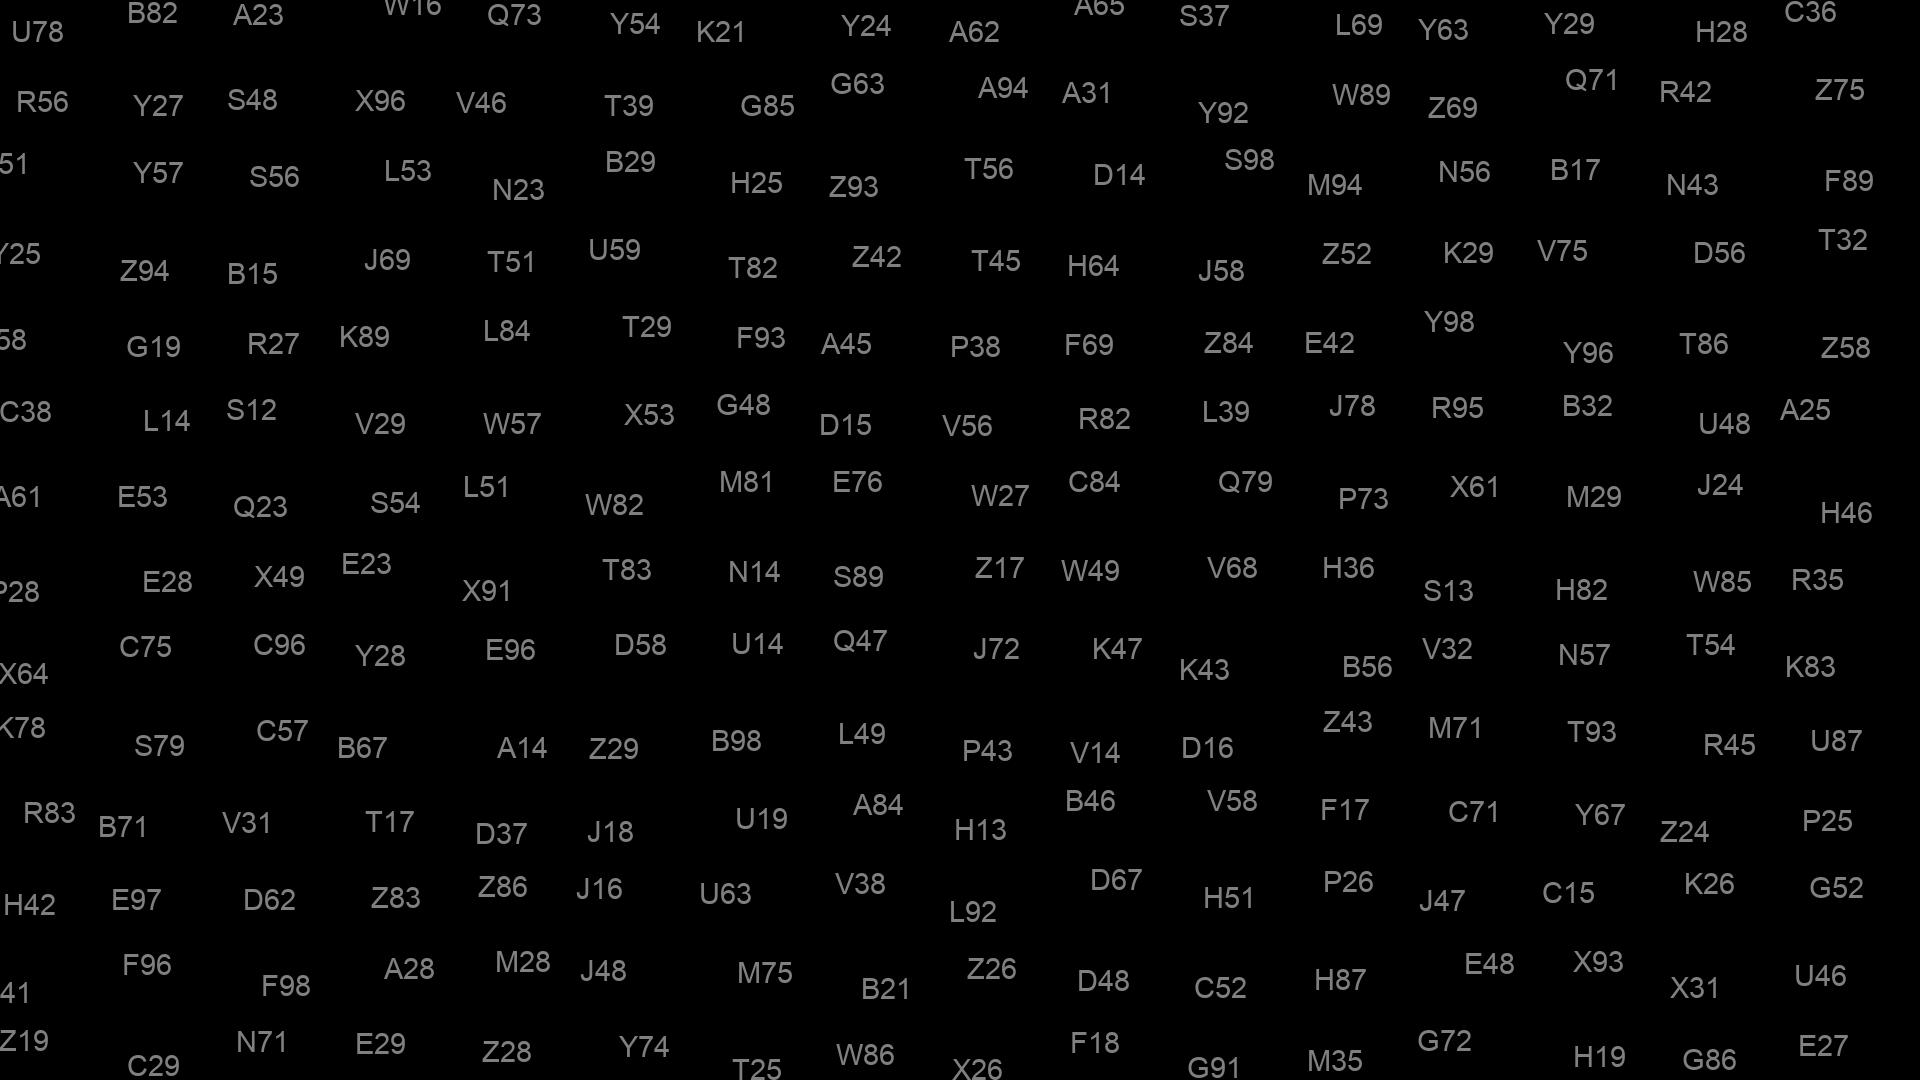 U78 B82 A23 W16 Q73 Y54 K21 Y24 A62 A65 S37 L69 Y63 Y29 H28 C36
R56 Y27 S48 X96 V46 T39 G85 G63 A94 A31 Y92 W89 Z69 Q71 R42 Z75
51 Y57 S56 L53 N23 B29 H25 Z93 T56 D14 S98 M94 N56 B17 N43 F89
Y25 Z94 B15 J69 T51 U59 T82 Z42 T45 H64 J58 Z52 K29 V75 D56 T32
58 G19 R27 K89 L84 T29 F93 A45 P38 F69 Z84 E42 Y98 Y96 T86 Z58
C38 L14 S12 V29 W57 X53 G48 D15 V56 R82 L39 J78 R95 B32 U48 A25
A61 E53 Q23 S54 L51 W82 M81 E76 W27 C84 Q79 P73 X61 M29 J24 H46
P28 E28 X49 E23 X91 T83 N14 S89 Z17 W49 V68 H36 S13 H82 W85 R35
X64 C75 C96 Y28 E96 D58 U14 Q47 J72 K47 K43 B56 V32 N57 T54 K83
K78 S79 C57 B67 A14 Z29 B98 L49 P43 V14 D16 Z43 M71 T93 R45 U87
R83 B71 V31 T17 D37 J18 U19 A84 H13 B46 V58 F17 C71 Y67 Z24 P25
H42 E97 D62 Z83 Z86 J16 U63 V38 L92 D67 H51 P26 J47 C15 K26 G52
41 F96 F98 A28 M28 J48 M75 B21 Z26 D48 C52 H87 E48 X93 X31 U46
Z19 C29 N71 E29 Z28 Y74 T25 W86 X26 F18 G91 M35 G72 H19 G86 E27